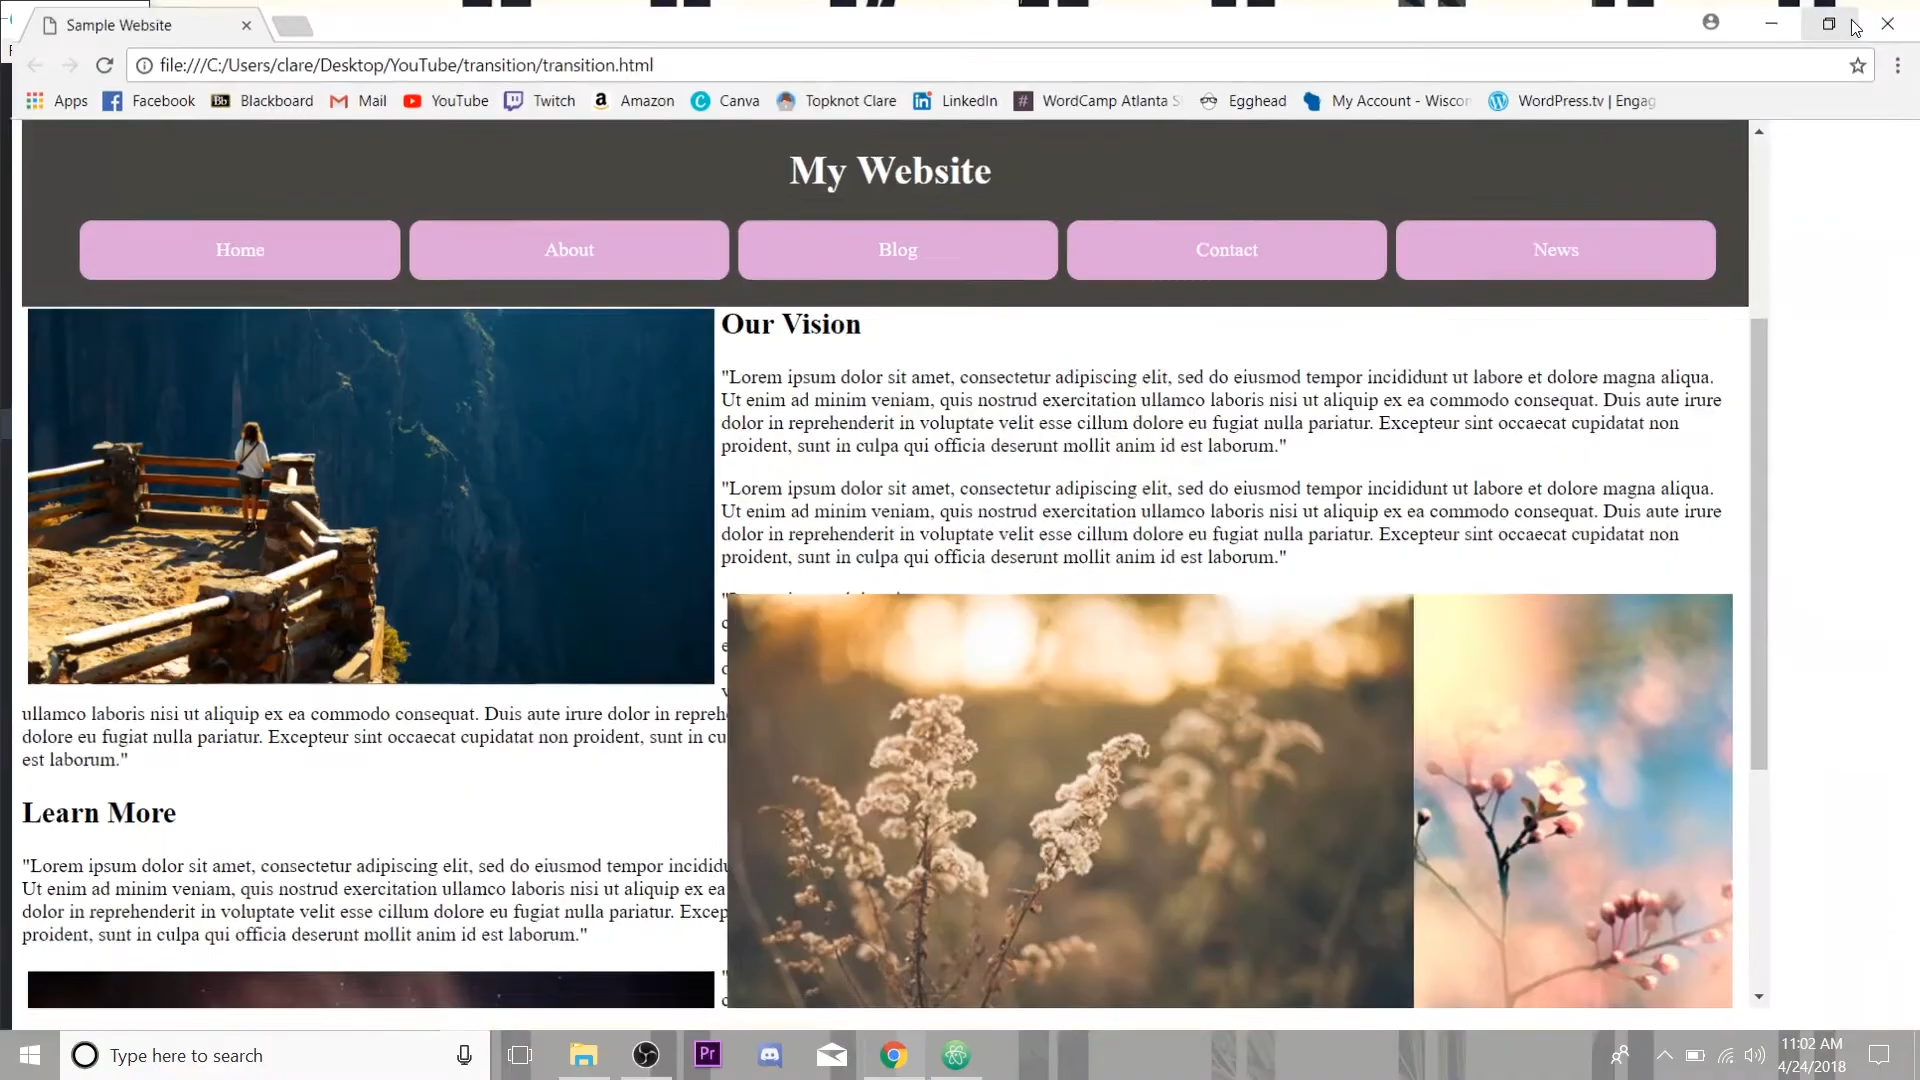 Sample Website
file:///C:/Users/clare/Desktop/YouTube/transition/transition.html
Apps Facebook Blackboard Mail YouTube Twitch Amazon Canva Topknot Clare LinkedIn WordCamp Atlanta S Egghead My Account - Wiscor WordPress.tv | Engag
My Website
Home About Blog Contact News
Our Vision
"Lorem ipsum dolor sit amet, consectetur adipiscing elit, sed do eiusmod tempor incididunt ut labore et dolore magna aliqua.
Ut enim ad minim veniam, quis nostrud exercitation ullamco laboris nisi ut aliquip ex ea commodo consequat. Duis aute irure
dolor in reprehenderit in voluptate velit esse cillum dolore eu fugiat nulla pariatur. Excepteur sint occaecat cupidatat non
proident, sunt in culpa qui officia deserunt mollit anim id est laborum."
"Lorem ipsum dolor sit amet, consectetur adipiscing elit, sed do eiusmod tempor incididunt ut labore et dolore magna aliqua.
Ut enim ad minim veniam, quis nostrud exercitation ullamco laboris nisi ut aliquip ex ea commodo consequat. Duis aute irure
dolor in reprehenderit in voluptate velit esse cillum dolore eu fugiat nulla pariatur. Excepteur sint occaecat cupidatat non
proident, sunt in culpa qui officia deserunt mollit anim id est laborum."
ullamco laboris nisi ut aliquip ex ea commodo consequat. Duis aute irure dolor in repreh
dolore eu fugiat nulla pariatur. Excepteur sint occaecat cupidatat non proident, sunt in cu
est laborum."
Learn More
"Lorem ipsum dolor sit amet, consectetur adipiscing elit, sed do eiusmod tempor incididu
Ut enim ad minim veniam, quis nostrud exercitation ullamco laboris nisi ut aliquip ex ea
dolor in reprehenderit in voluptate velit esse cillum dolore eu fugiat nulla pariatur. Excep
proident, sunt in culpa qui officia deserunt mollit anim id est laborum."
Type here to search
Pr
11:02 AM
4/24/2018